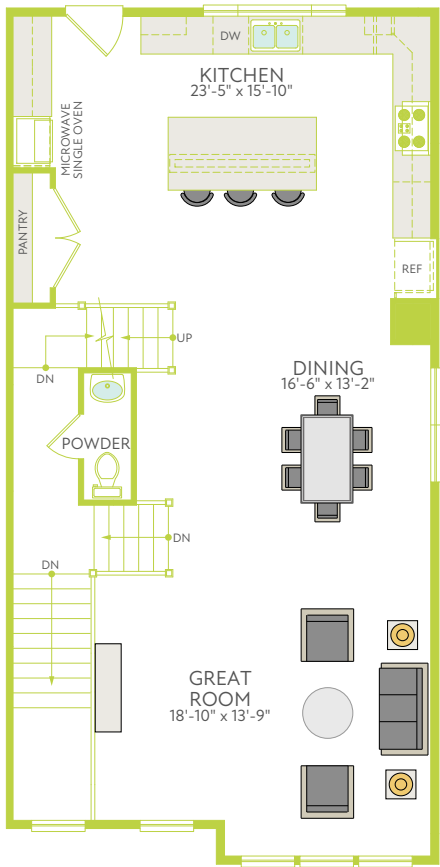 DW
KITCHEN
23'-5" x 15'-10"
MICROWAVE
SINGLE OVEN
PANTRY
REF
UP
DN
DINING
16'-6" x 13'-2"
POWDER
DN
DN
GREAT
ROOM
18'-10" x 13'-9"